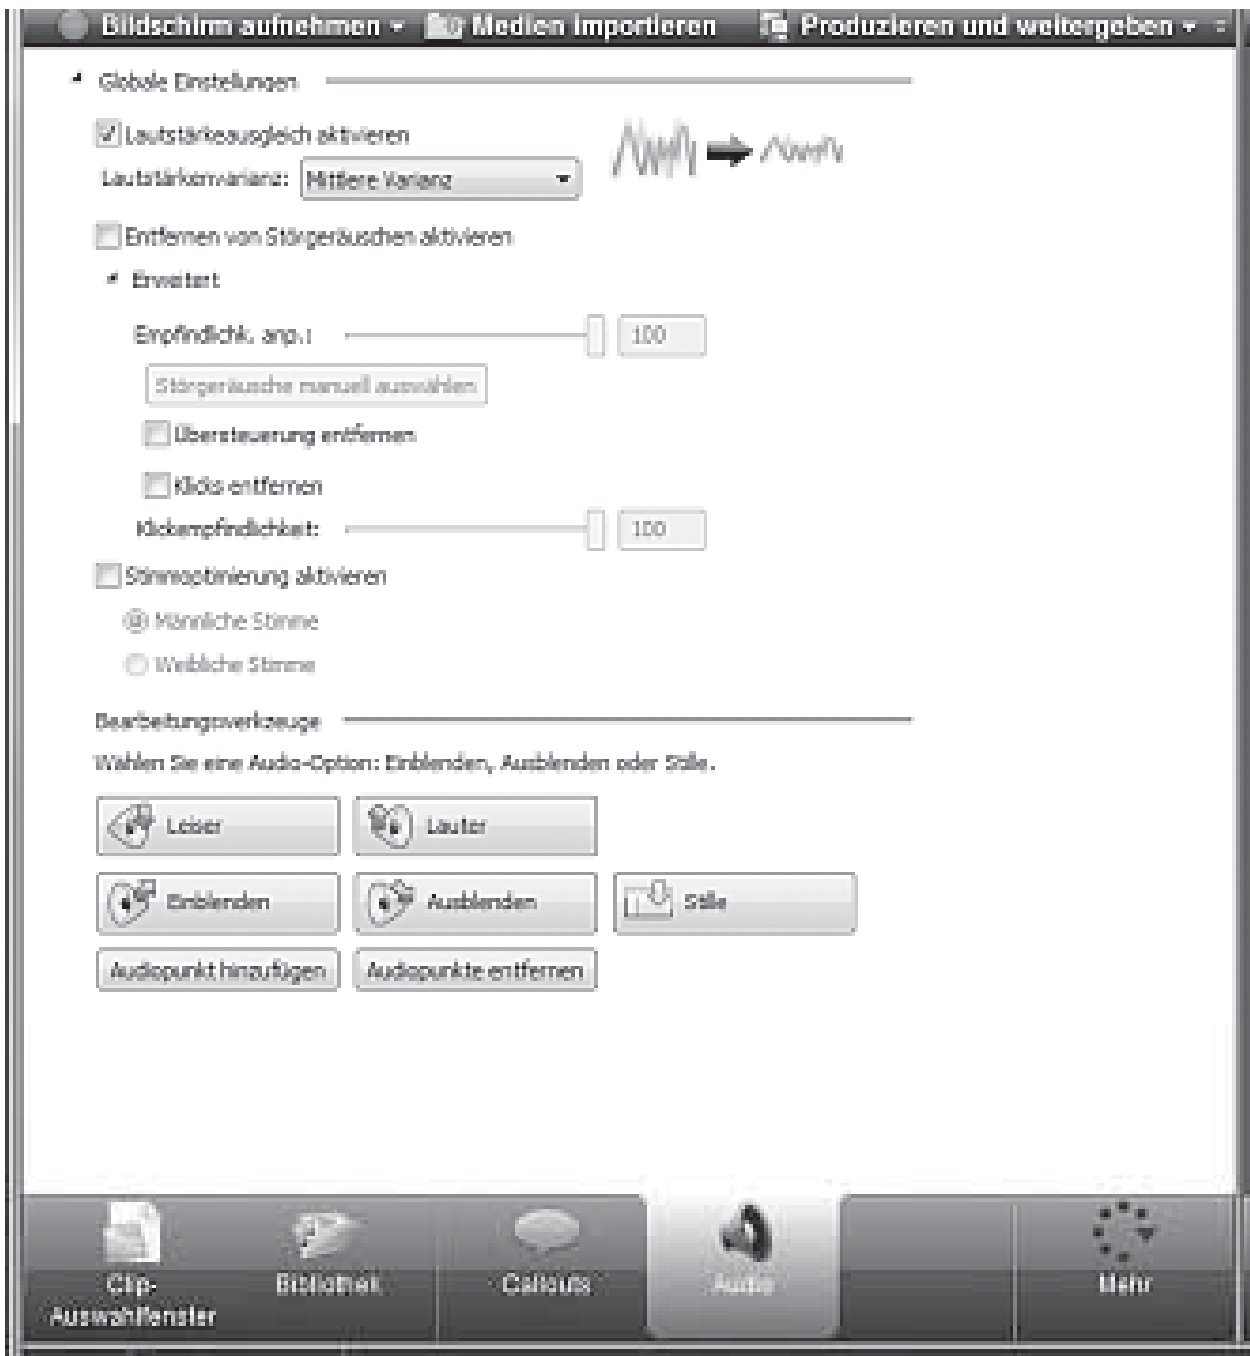 Bildschirm aufnehmen Medien importieren Produzieren und weitergeben
Globale Einstellungen
Lautstärkeausgleich aktivieren
Lautstärkenvarianz: Mittlere Varianz
Entfernen von Störgeräuschen aktivieren
Erweitert
Empfindlichk. anp.: 100
Störgeräusche manuell auswählen
Übersteuerung entfernen
Klicks entfernen
Klickempfindlichkeit: 100
Stimmoptimierung aktivieren
Männliche Stimme
Weibliche Stimme
Bearbeitungswerkzeuge
Wählen Sie eine Audio-Option: Einblenden, Ausblenden oder Stille.
Leiser Lauter
Einblenden Ausblenden Stille
Audiopunkt hinzufügen Audiopunkte entfernen
Clip-
Auswahlfenster Bibliothek Callouts Audio Mehr